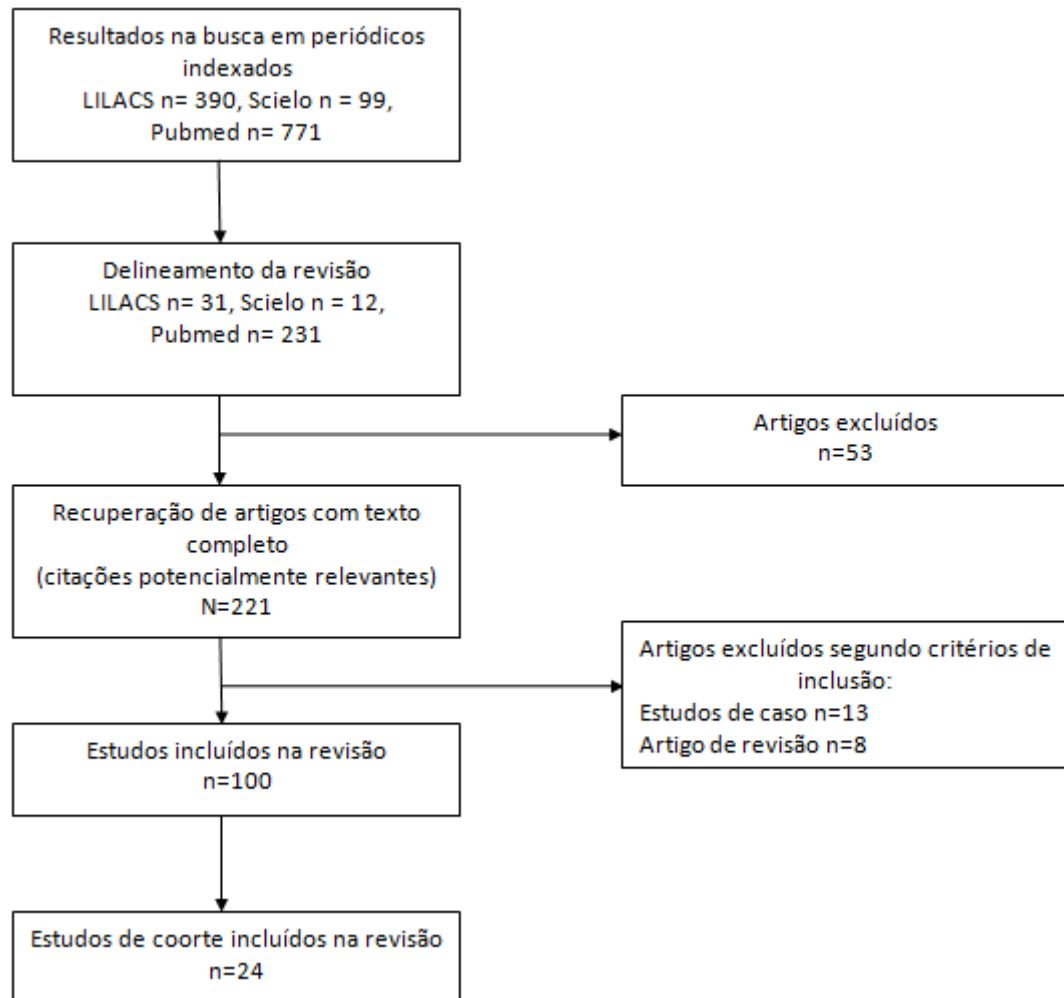 Resultados na busca em periódicos
indexados
LILACS n= 390, Scielo n = 99,
Pubmed n= 771
Delineamento da revisão
LILACS n= 31, Scielo n = 12,
Pubmed n= 231
Artigos excluídos
n=53
Recuperação de artigos com texto
completo
(citações potencialmente relevantes)
N=221
Artigos excluídos segundo critérios de
inclusão:
Estudos de caso n=13
Artigo de revisão n=8
Estudos incluídos na revisão
n=100
Estudos de coorte incluídos na revisão
n=24